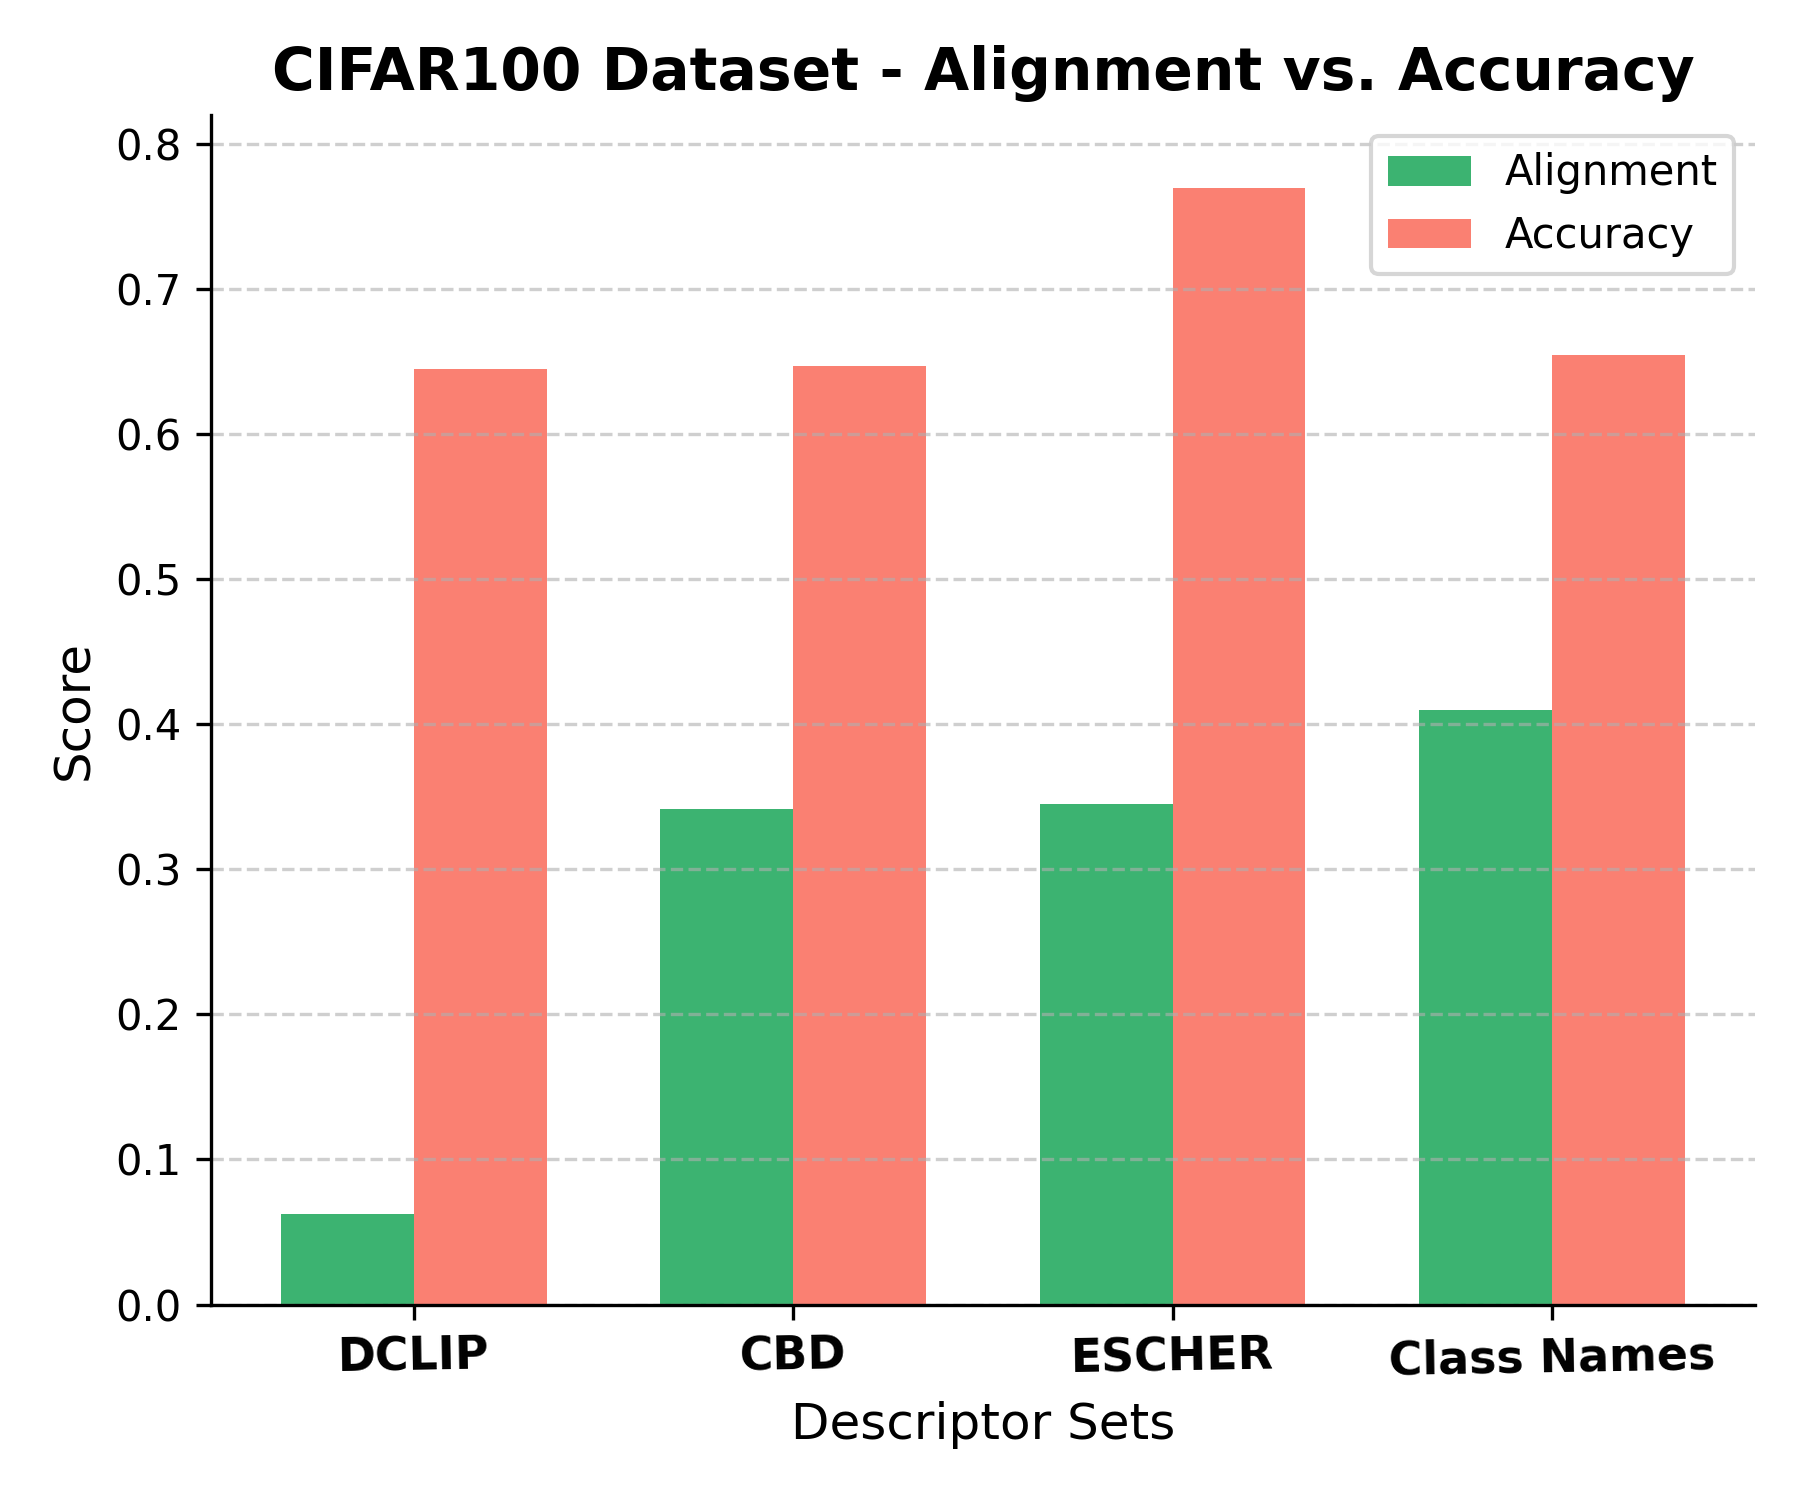 CIFAR100 Dataset - Alignment vs. Accuracy
Alignment
Accuracy
Score
0.8
0.7
0.6
0.5
0.4
0.3
0.2
0.1
0.0
DCLIP CBD ESCHER Class Names
Descriptor Sets